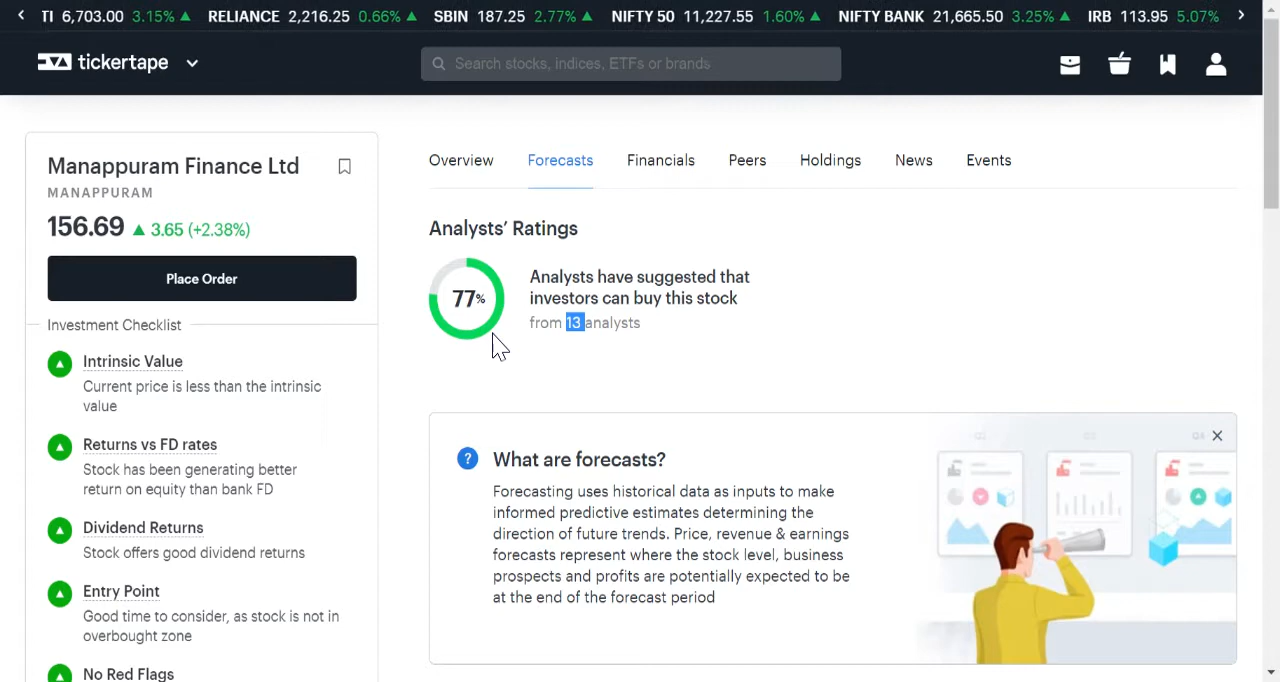 TI 6,703.00 3.15% ▲ RELIANCE 2,216.25 0.66% ▲ SBIN 187.25 2.77% ▲ NIFTY 50 11,227.55 1.60% ▲ NIFTY BANK 21,665.50 3.25% ▲ IRB 113.95 5.07%
tickertape
Search stocks, indices, ETFs or brands
Manappuram Finance Ltd
MANAPPURAM
156.69 ▲ 3.65 (+2.38%)
Place Order
Investment Checklist
Intrinsic Value
Current price is less than the intrinsic
value
Returns vs FD rates
Stock has been generating better
return on equity than bank FD
Dividend Returns
Stock offers good dividend returns
Entry Point
Good time to consider, as stock is not in
overbought zone
No Red Flags
Overview Forecasts Financials Peers Holdings News Events
Analysts’ Ratings
77%
Analysts have suggested that
investors can buy this stock
from 13 analysts
What are forecasts?
Forecasting uses historical data as inputs to make
informed predictive estimates determining the
direction of future trends. Price, revenue & earnings
forecasts represent where the stock level, business
prospects and profits are potentially expected to be
at the end of the forecast period